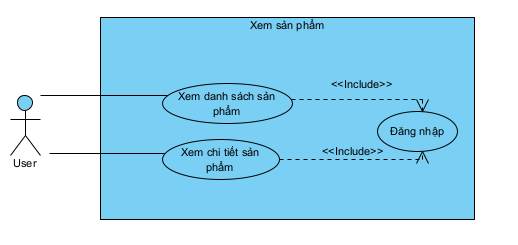 Xem sản phẩm
Xem danh sách sản
phẩm
<<Include>>
Đăng nhập
Xem chi tiết sản
phẩm
<<Include>>
User